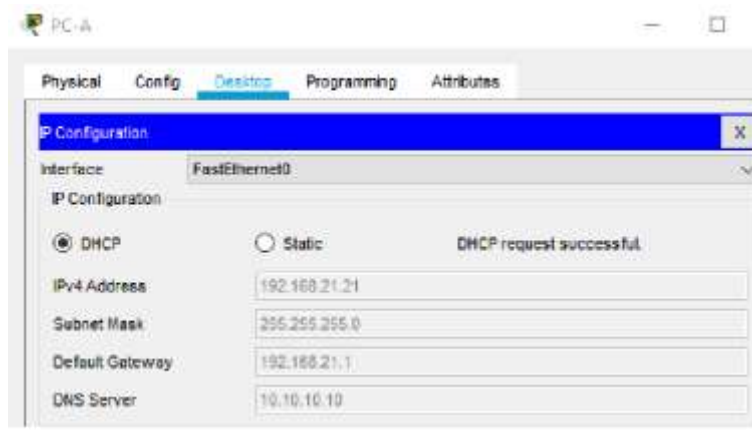 PC-A
Physical Config Desktop Programming Attributes
IP Configuration X
Interface FastEthernet0
IP Configuration
DHCP Static DHCP request successful.
IPv4 Address 192.168.21.21
Subnet Mask 255.255.255.0
Default Gateway 192.168.21.1
DNS Server 10.10.10.10